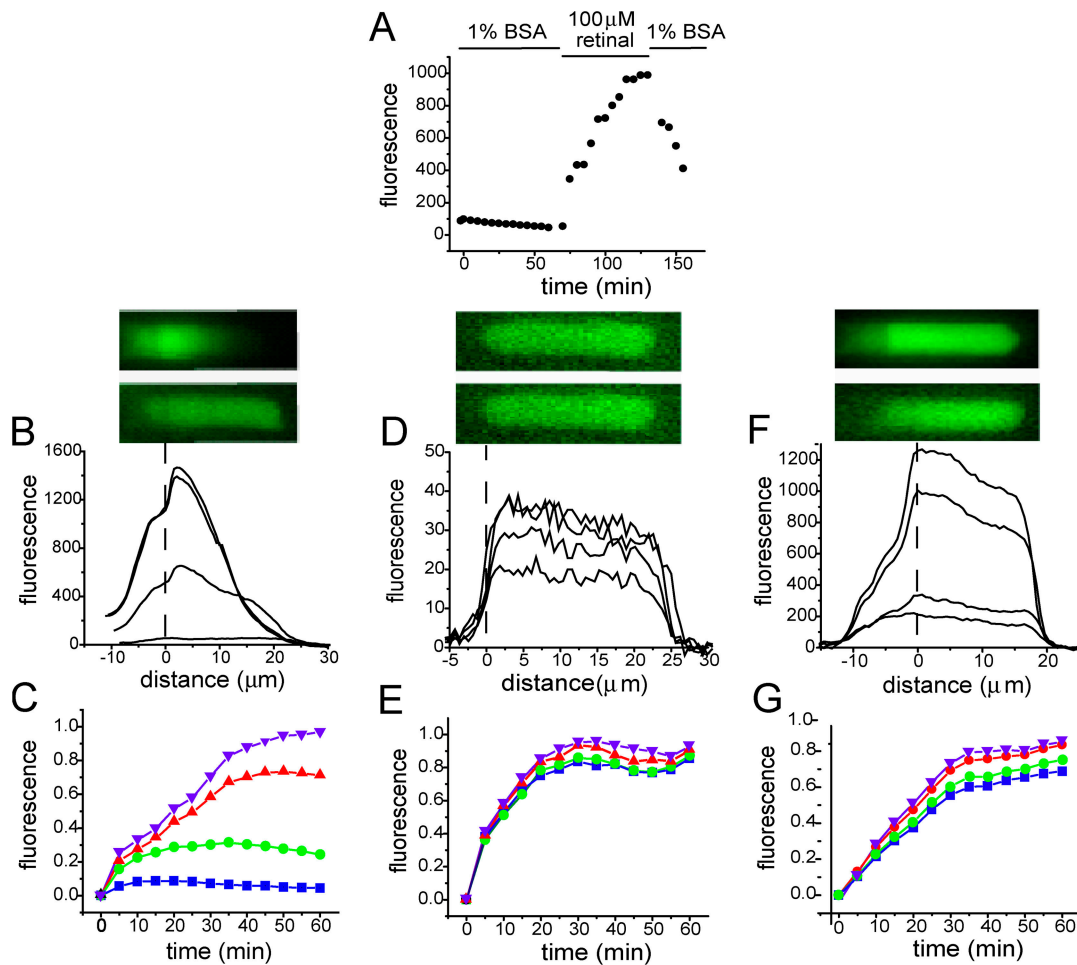 A
1% BSA
100μM
retinal
1% BSA
fluorescence
1000
800
600
400
200
0
0 50 100 150
time (min)
B
fluorescence
1600
1200
800
400
0
-10 0 10 20 30
distance (μm)
D
fluorescence
50
40
30
20
10
0
-5 0 5 10 15 20 25 30
distance(μm)
F
fluorescence
1200
1000
800
600
400
200
0
-10 0 10 20
distance (μm)
C
fluorescence
1.0
0.8
0.6
0.4
0.2
0.0
0 10 20 30 40 50 60
time (min)
E
fluorescence
1.0
0.8
0.6
0.4
0.2
0.0
0 10 20 30 40 50 60
time (min)
G
fluorescence
0.8
0.6
0.4
0.2
0.0
0 10 20 30 40 50 60
time (min)